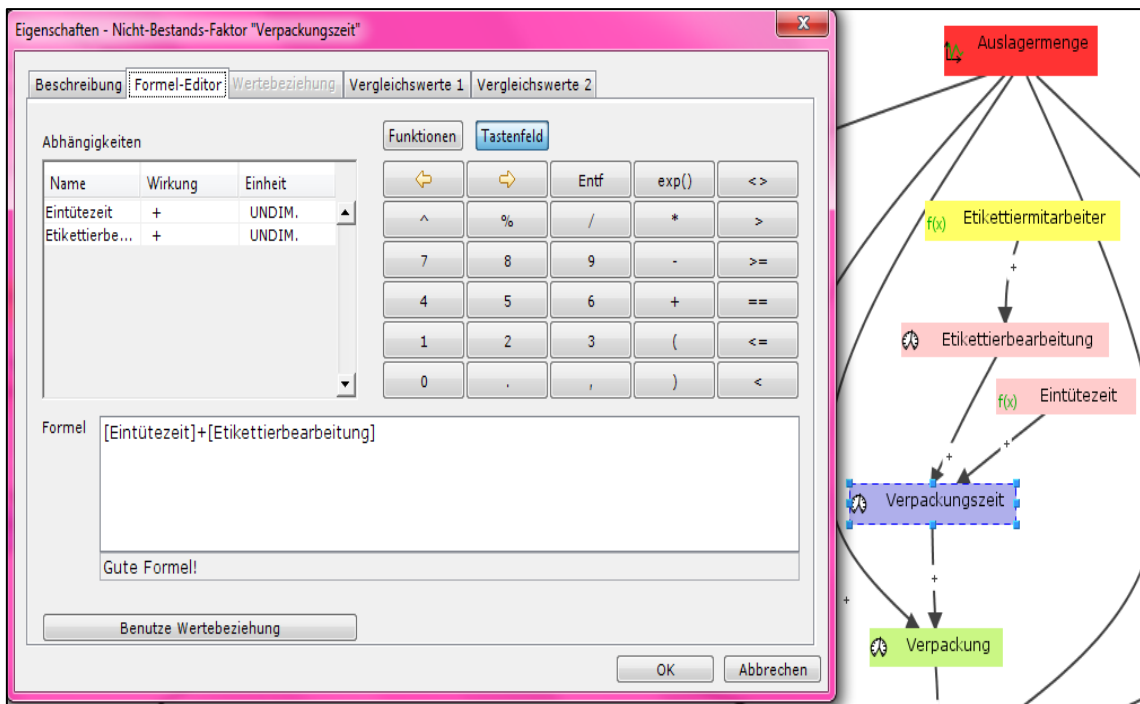 Eigenschaften - Nicht-Bestands-Faktor "Verpackungszeit"
x
Beschreibung Formel-Editor Wertebeziehung Vergleichswerte 1 Vergleichswerte 2
Abhängigkeiten
Funktionen Tastenfeld
Name Wirkung Einheit
Eintütezeit + UNDIM.
Etikettierbe... + UNDIM.
Entf exp() <>
^ % / * >
7 8 9 - >=
4 5 6 + ==
1 2 3 ( <=
0 . , ) <
Formel
[Eintütezeit]+[Etikettierbearbeitung]
Gute Formel!
Benutze Wertebeziehung
OK Abbrechen
Auslagermenge
f(x) Etikettiermitarbeiter
+
Etikettierbearbeitung
f(x) Eintütezeit
+
+
Verpackungszeit
+
+
Verpackung